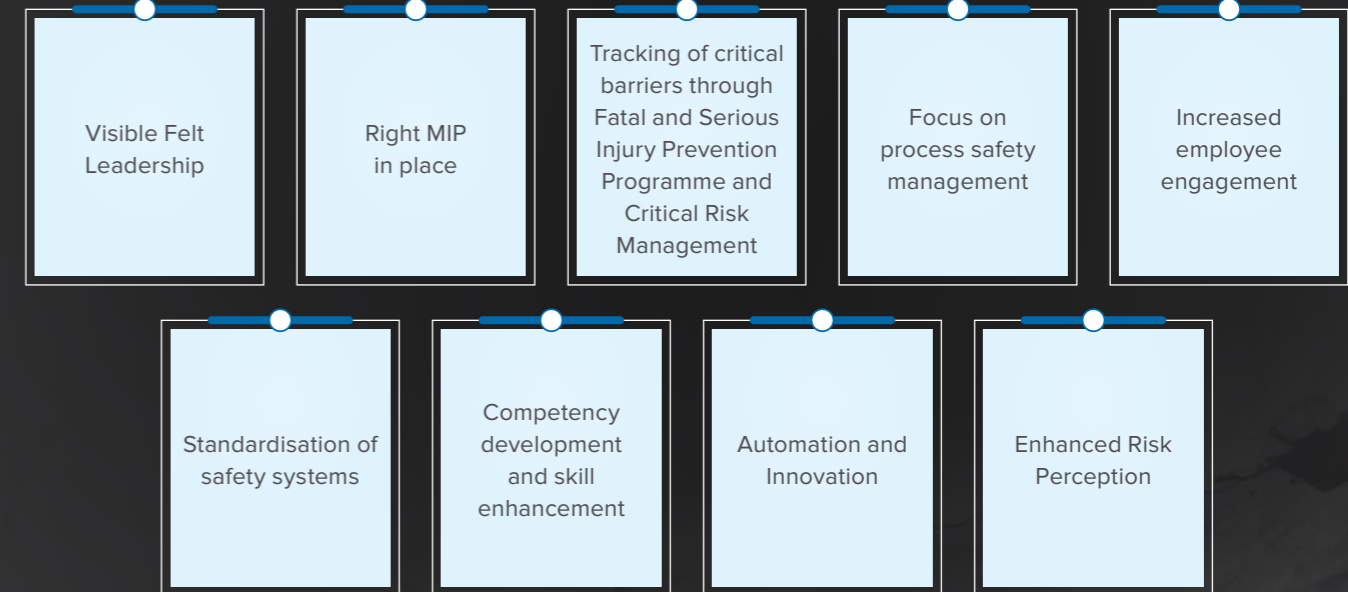 Visible Felt
Leadership
Right MIP
in place
Tracking of critical
barriers through
Fatal and Serious
Injury Prevention
Programme and
Critical Risk
Management
Focus on
process safety
management
Increased
employee
engagement
Standardisation of
safety systems
Competency
development
and skill
enhancement
Automation and
Innovation
Enhanced Risk
Perception